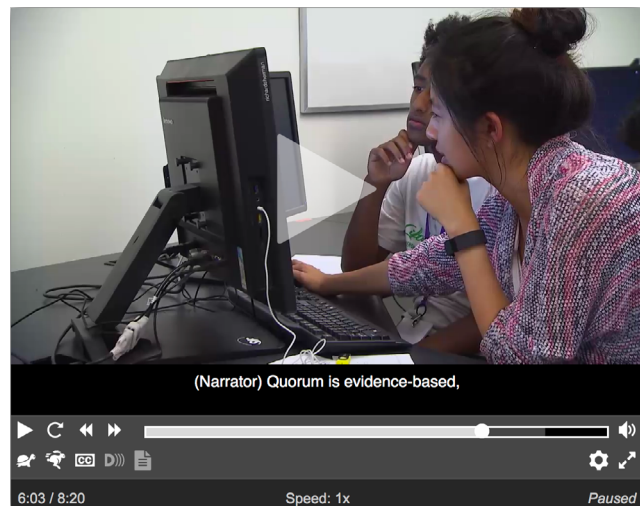 (Narrator) Quorum is evidence-based,
CC D)))
6:03 / 8:20 Speed: 1x Paused